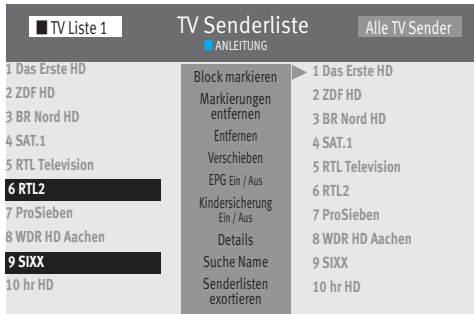 TV Liste 1
TV Senderliste
ANLEITUNG
Alle TV Sender
1 Das Erste HD
2 ZDF HD
3 BR Nord HD
4 SAT.1
5 RTL Television
6 RTL2
7 ProSieben
8 WDR HD Aachen
9 SIXX
10 hr HD
Block markieren
Markierungen
entfernen
Entfernen
Verschieben
EPG Ein / Aus
Kindersicherung
Ein / Aus
Details
Suche Name
Senderlisten
exortieren
1 Das Erste HD
2 ZDF HD
3 BR Nord HD
4 SAT.1
5 RTL Television
6 RTL2
7 ProSieben
8 WDR HD Aachen
9 SIXX
10 hr HD